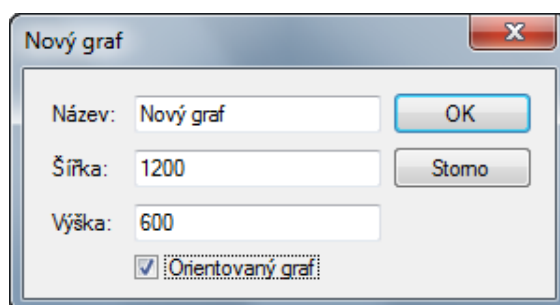 Nový graf
Název: Nový graf OK
Šířka: 1200 Storno
Výška: 600
Orientovaný graf